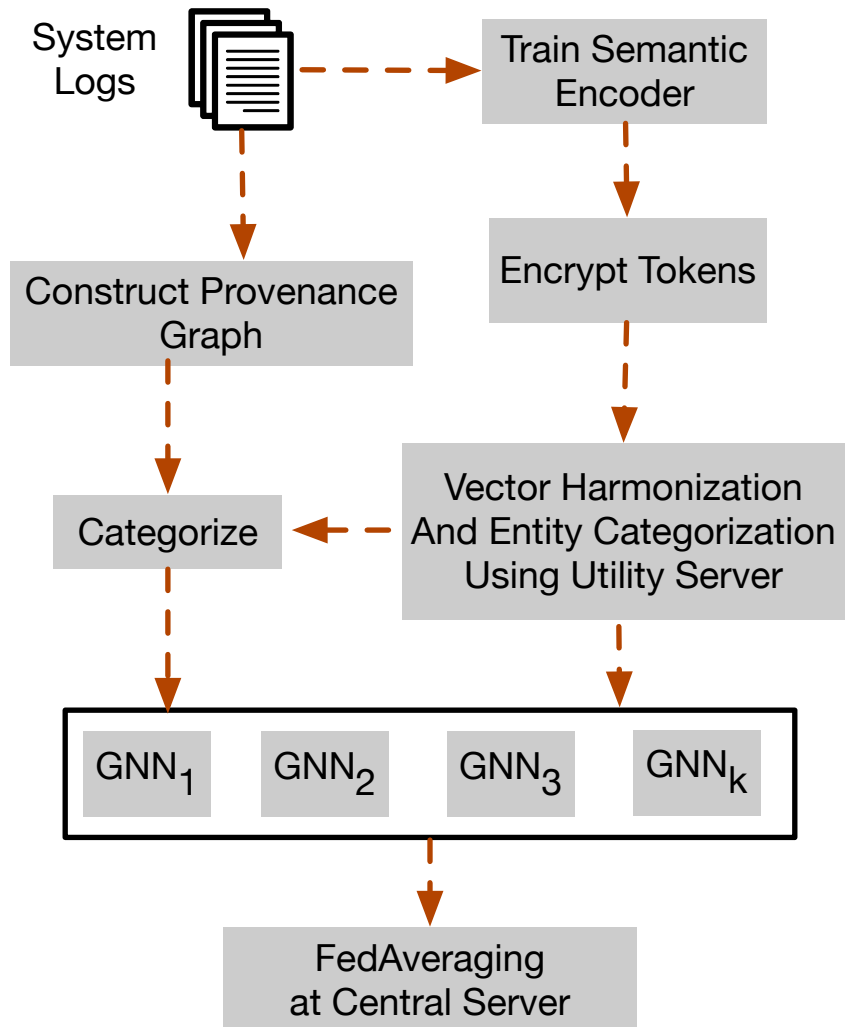 System
Logs
Train Semantic
Encoder
Construct Provenance
Graph
Encrypt Tokens
Categorize
Vector Harmonization
And Entity Categorization
Using Utility Server
GNN1
GNN2
GNN3
GNNk
FedAveraging
at Central Server